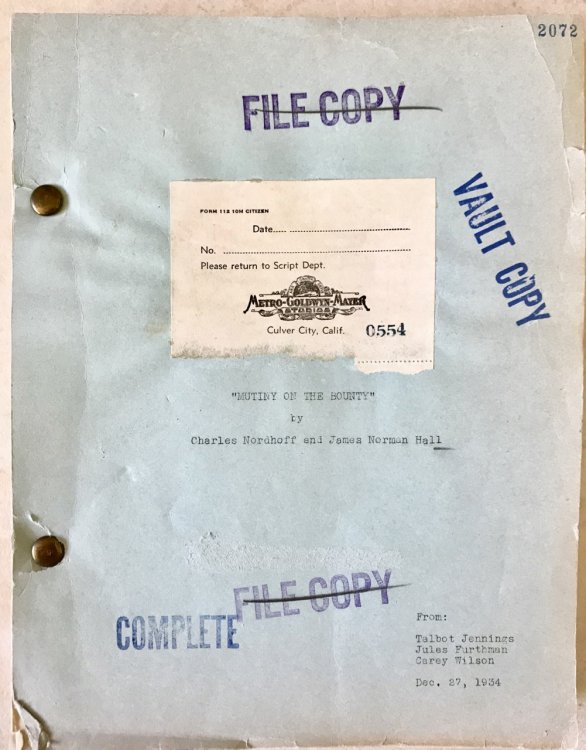 2072
FILE COPY
VAULT COPY
FORM 112 10M CITIZEN
Date
No.
Please return to Script Dept.
METRO-GOLDWYN-MAYER
STUDIOS
Culver City, Calif. 0554
"MUTINY ON THE BOUNTY"
by
Charles Nordhoff and James Norman Hall
FILE COPY
COMPLETE
From:
Talbot Jennings
Jules Furthman
Carey Wilson
Dec. 27, 1934